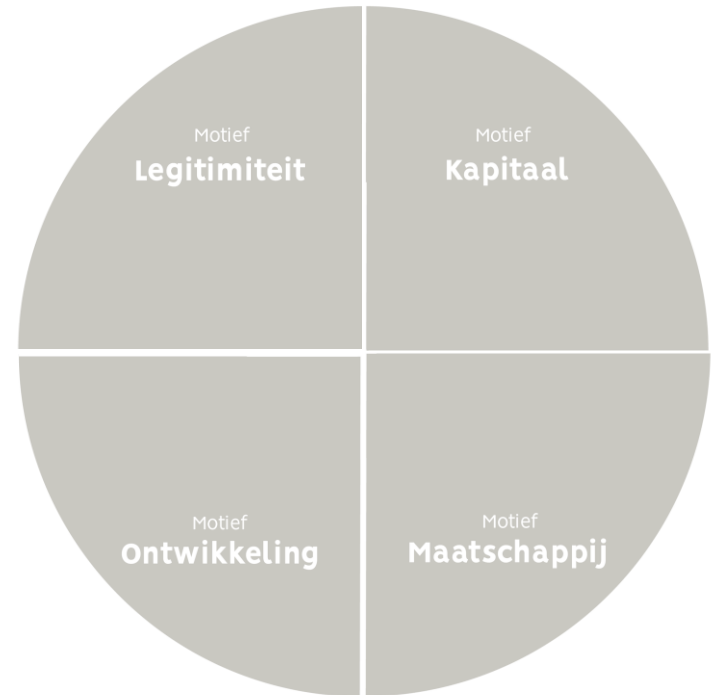 Motief
Legitimiteit
Motief
Kapitaal
Motief
Ontwikkeling
Motief
Maatschappij